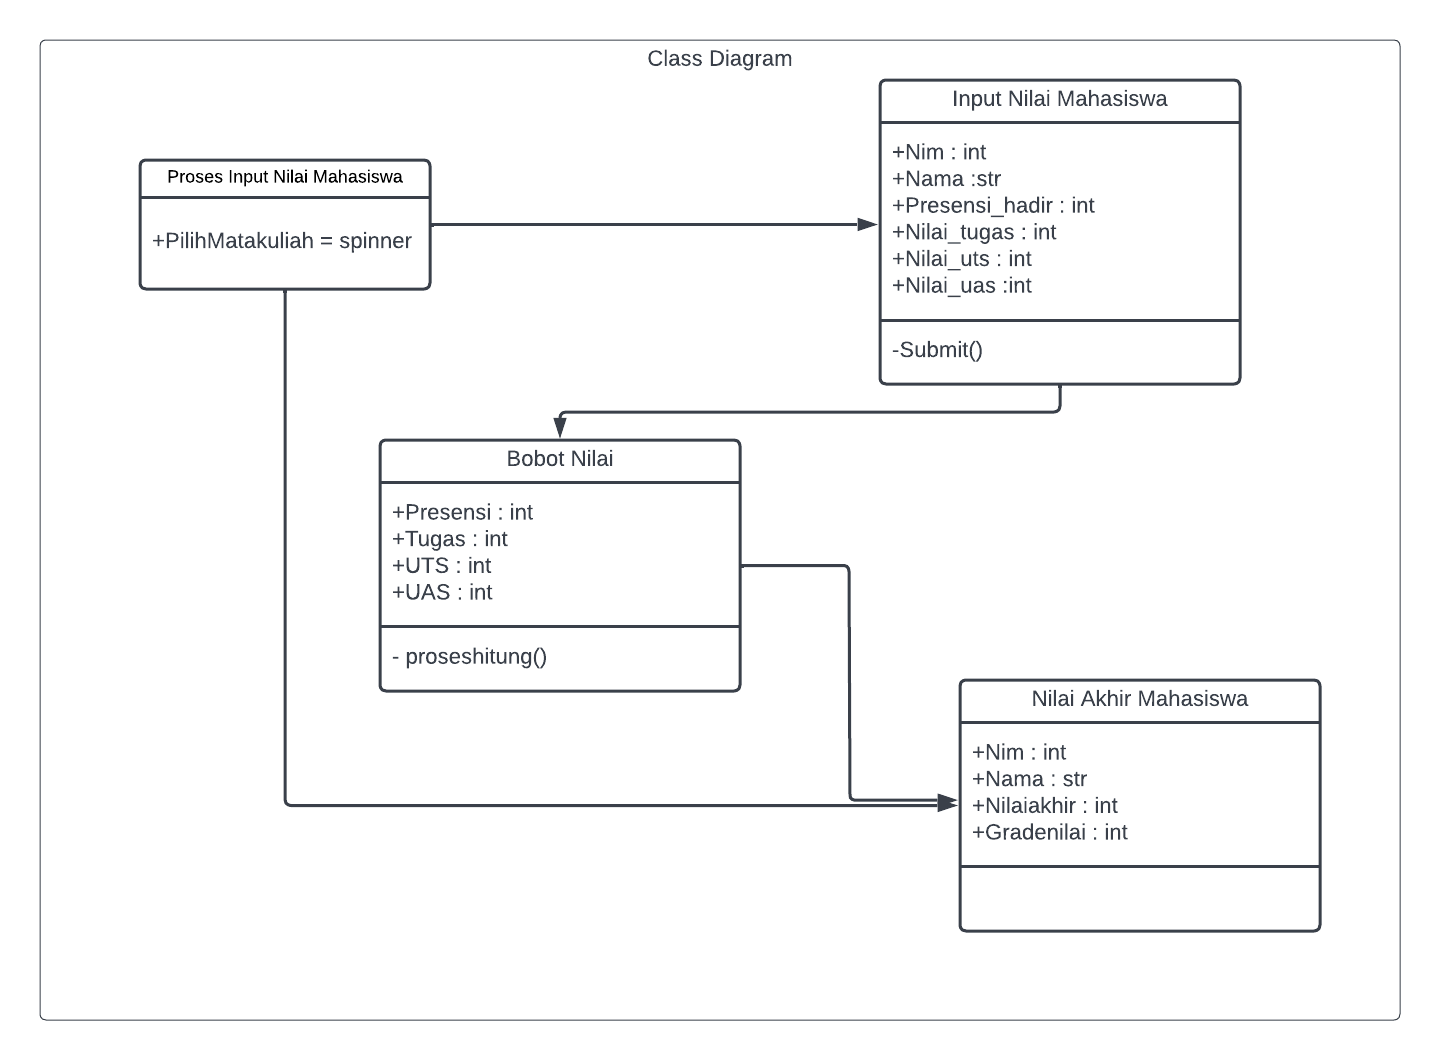 Class Diagram
Input Nilai Mahasiswa
+Nim : int
+Nama :str
+Presensi_hadir : int
+Nilai_tugas : int
+Nilai_uts : int
+Nilai_uas :int
-Submit()
Proses Input Nilai Mahasiswa
+PilihMatakuliah = spinner
Bobot Nilai
+Presensi : int
+Tugas : int
+UTS : int
+UAS : int
- proseshitung()
Nilai Akhir Mahasiswa
+Nim : int
+Nama : str
+Nilaiakhir : int
+Gradenilai : int